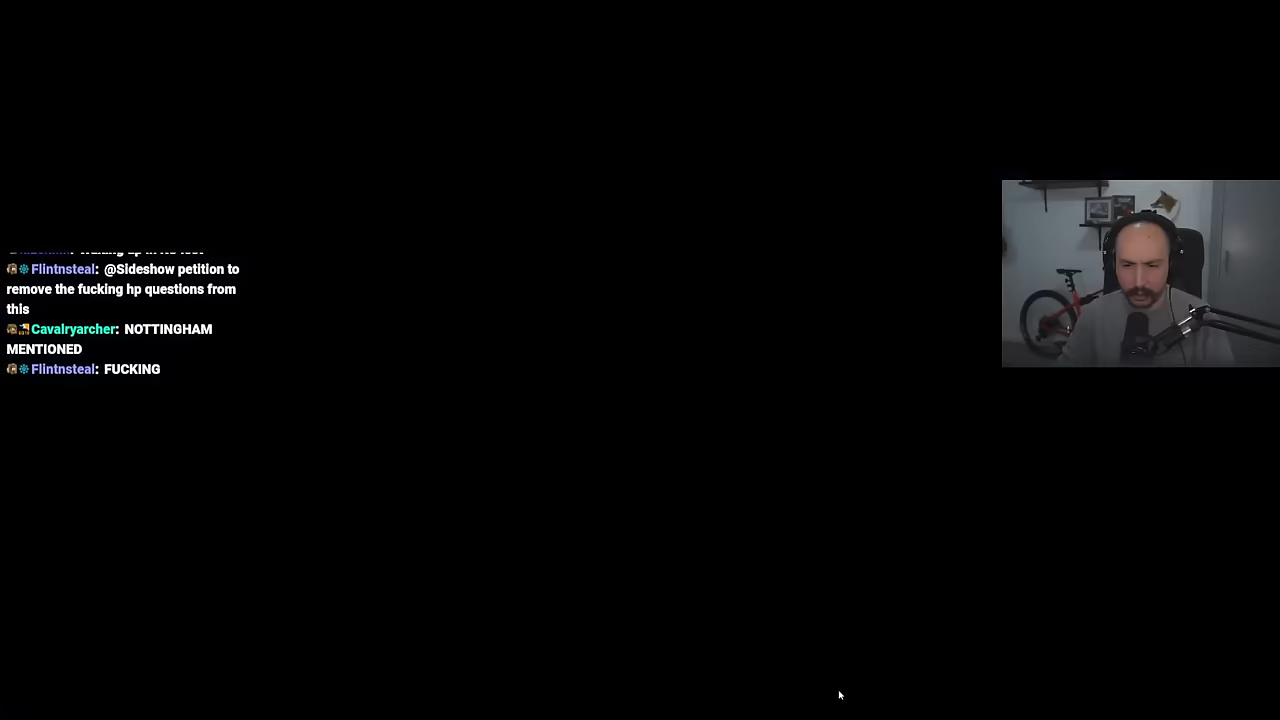 Flintnsteal: @Sideshow petition to
remove the fucking hp questions from
this
Cavalryarcher: NOTTINGHAM
MENTIONED
Flintnsteal: FUCKING